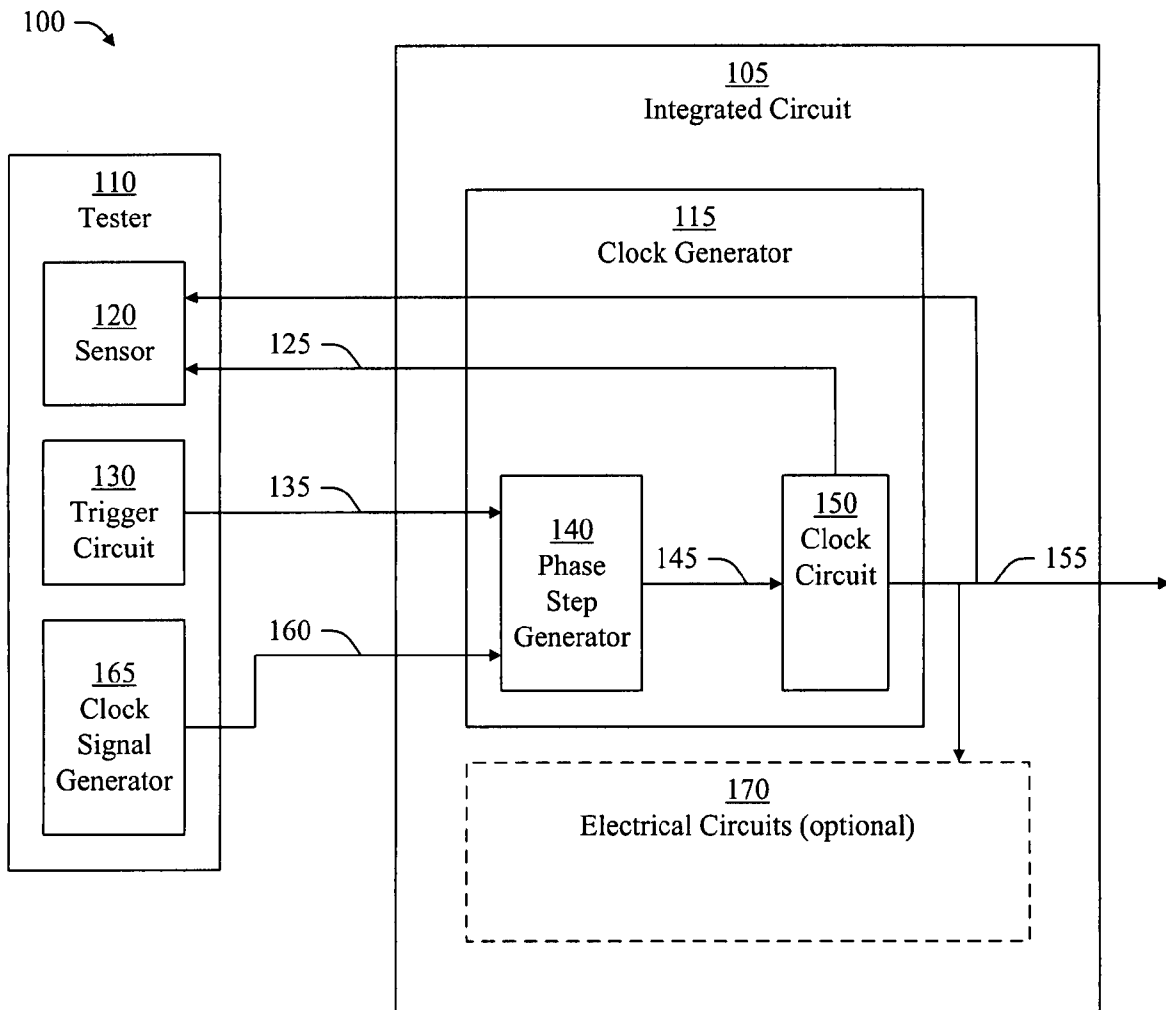 100
105
Integrated Circuit
110
Tester
115
Clock Generator
120
Sensor
125
130
Trigger
Circuit
135
140
Phase
Step
Generator
145
150
Clock
Circuit
155
160
165
Clock
Signal
Generator
170
Electrical Circuits (optional)